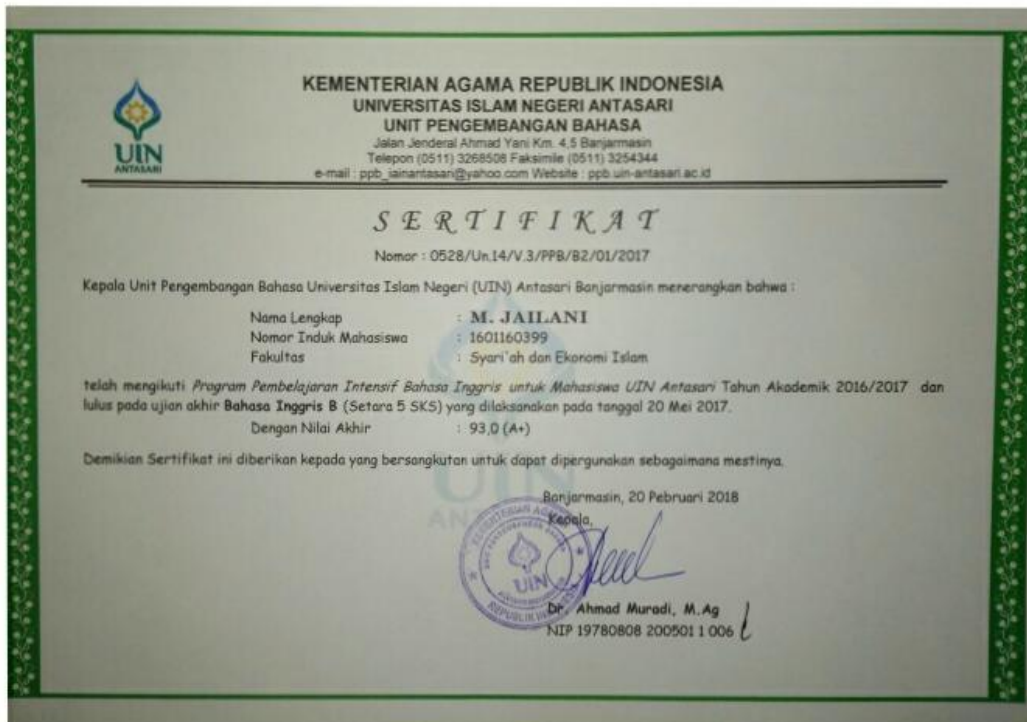 KEMENTERIAN AGAMA REPUBLIK INDONESIA
UNIVERSITAS ISLAM NEGERI ANTASARI
UNIT PENGEMBANGAN BAHASA
Jalan Jenderal Ahmad Yani Km. 4,5 Banjarmasin
Telepon (0511) 3268508 Faksimile (0511) 3254344
e-mail : ppb_iainantasari@yahoo.com Website : ppb.uin-antasari.ac.id
UIN
ANTASARI
SERTIFIKAT
Nomor : 0528/Un.14/V.3/PPB/B2/01/2017
Kepala Unit Pengembangan Bahasa Universitas Islam Negeri (UIN) Antasari Banjarmasin menerangkan bahwa :
Nama Lengkap : M. JAILANI
Nomor Induk Mahasiswa : 1601160399
Fakultas : Syari'ah dan Ekonomi Islam
telah mengikuti Program Pembelajaran Intensif Bahasa Inggris untuk Mahasiswa UIN Antasari Tahun Akademik 2016/2017 dan
lulus pada ujian akhir Bahasa Inggris B (Setara 5 SKS) yang dilaksanakan pada tanggal 20 Mei 2017.
Dengan Nilai Akhir : 93,0 (A+)
Demikian Sertifikat ini diberikan kepada yang bersangkutan untuk dapat dipergunakan sebagaimana mestinya.
UIN
Banjarmasin, 20 Pebruari 2018
Kepala,
KEMENTERIAN AGAMA
UIN
REPUBLIK INDONESIA
Dr. Ahmad Muradi, M.Ag
NIP 19780808 200501 1 006